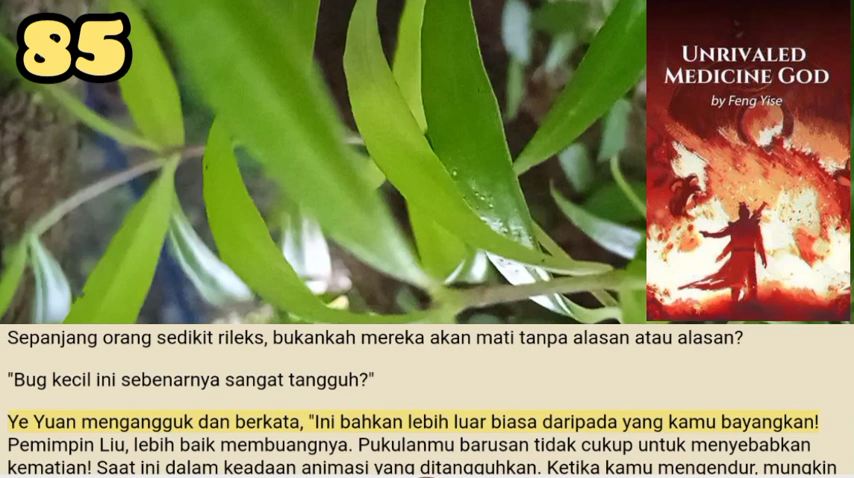 85
UNRIVALED
MEDICINE GOD
by Feng Yise
Sepanjang orang sedikit rileks, bukankah mereka akan mati tanpa alasan atau alasan?
"Bug kecil ini sebenarnya sangat tangguh?"
Ye Yuan mengangguk dan berkata, "Ini bahkan lebih luar biasa daripada yang kamu bayangkan!
Pemimpin Liu, lebih baik membuangnya. Pukulanmu barusan tidak cukup untuk menyebabkan
kematian! Saat ini dalam keadaan animasi yang ditangguhkan. Ketika kamu mengendur, mungkin